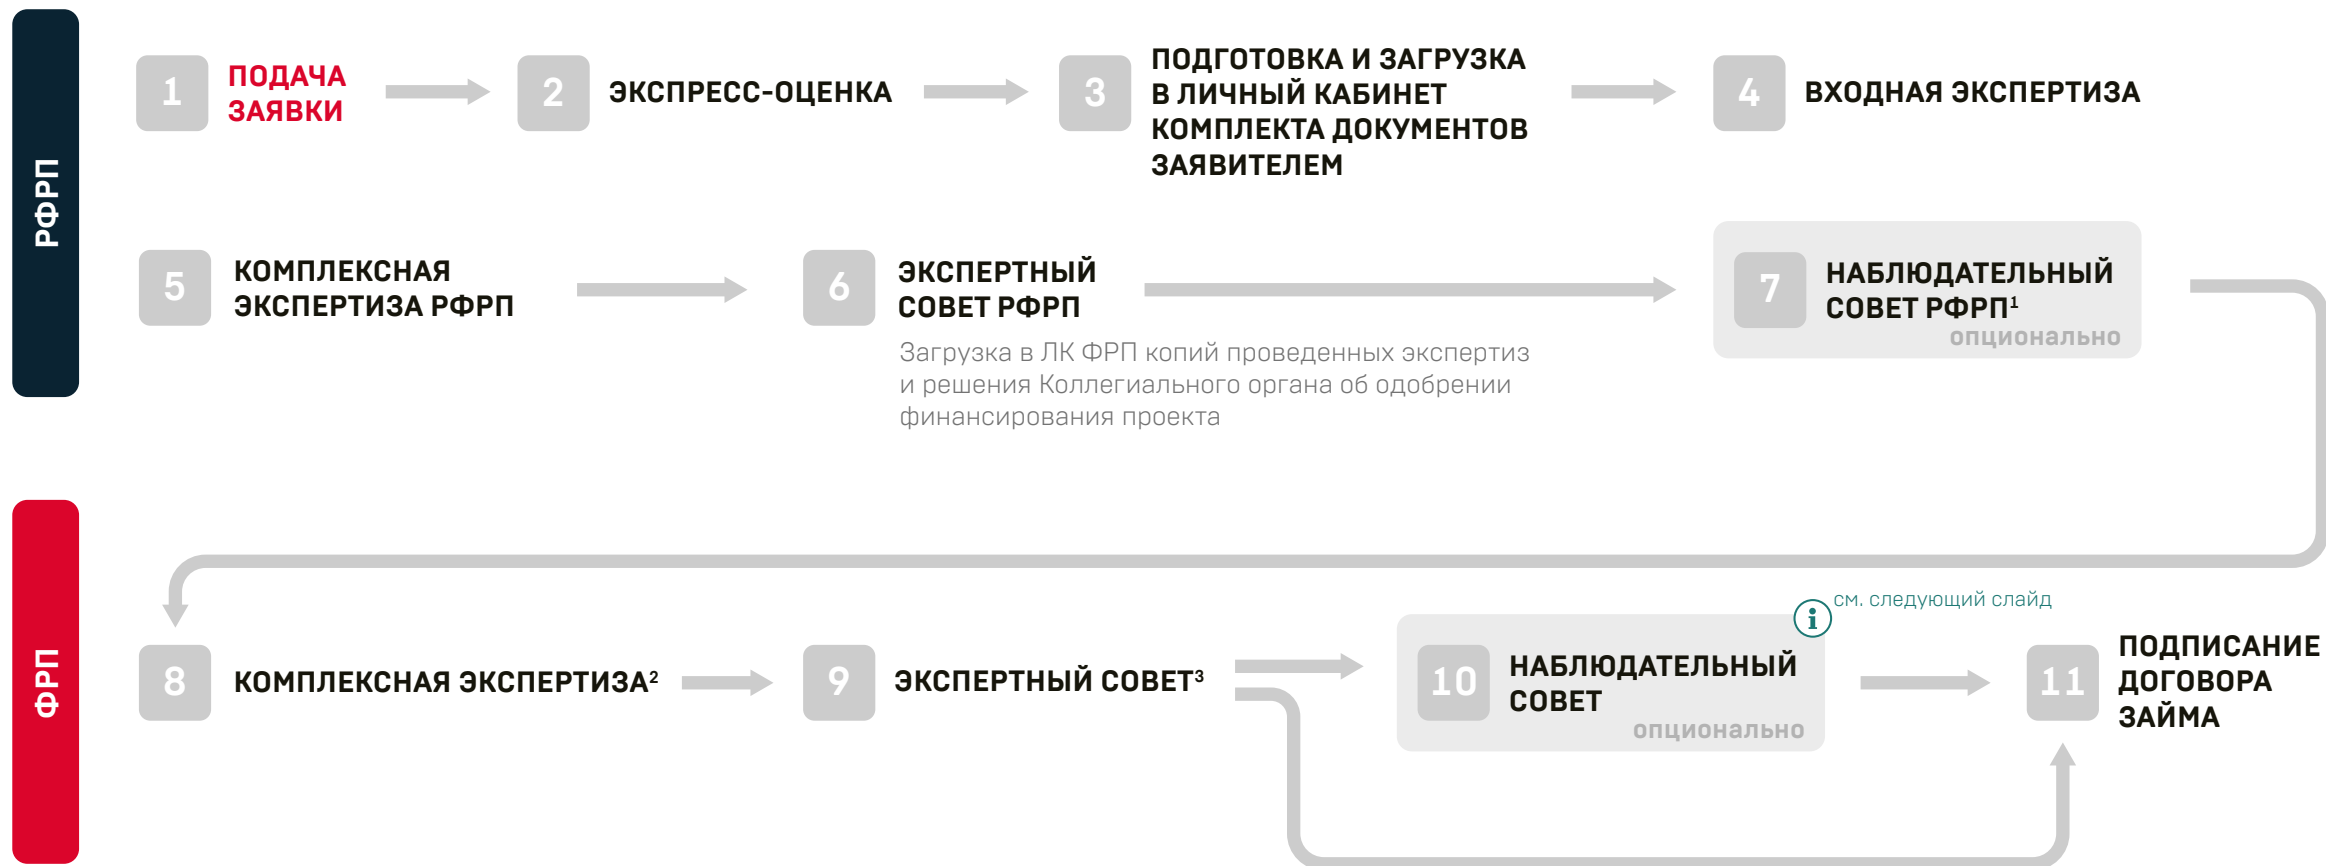 РФРП
1
ПОДАЧА
ЗАЯВКИ
2
ЭКСПРЕСС-ОЦЕНКА
3
ПОДГОТОВКА И ЗАГРУЗКА
В ЛИЧНЫЙ КАБИНЕТ
КОМПЛЕКТА ДОКУМЕНТОВ
ЗАЯВИТЕЛЕМ
4
ВХОДНАЯ ЭКСПЕРТИЗА
5
КОМПЛЕКСНАЯ
ЭКСПЕРТИЗА РФРП
6
ЭКСПЕРТНЫЙ
СОВЕТ РФРП
Загрузка в ЛК ФРП копий проведенных экспертиз
и решения Коллегиального органа об одобрении
финансирования проекта
7
НАБЛЮДАТЕЛЬНЫЙ
СОВЕТ РФРП¹
опционально
ФРП
8
КОМПЛЕКСНАЯ ЭКСПЕРТИЗА²
9
ЭКСПЕРТНЫЙ СОВЕТ³
i
см. следующий слайд
10
НАБЛЮДАТЕЛЬНЫЙ
СОВЕТ
опционально
11
ПОДПИСАНИЕ
ДОГОВОРА
ЗАЙМА